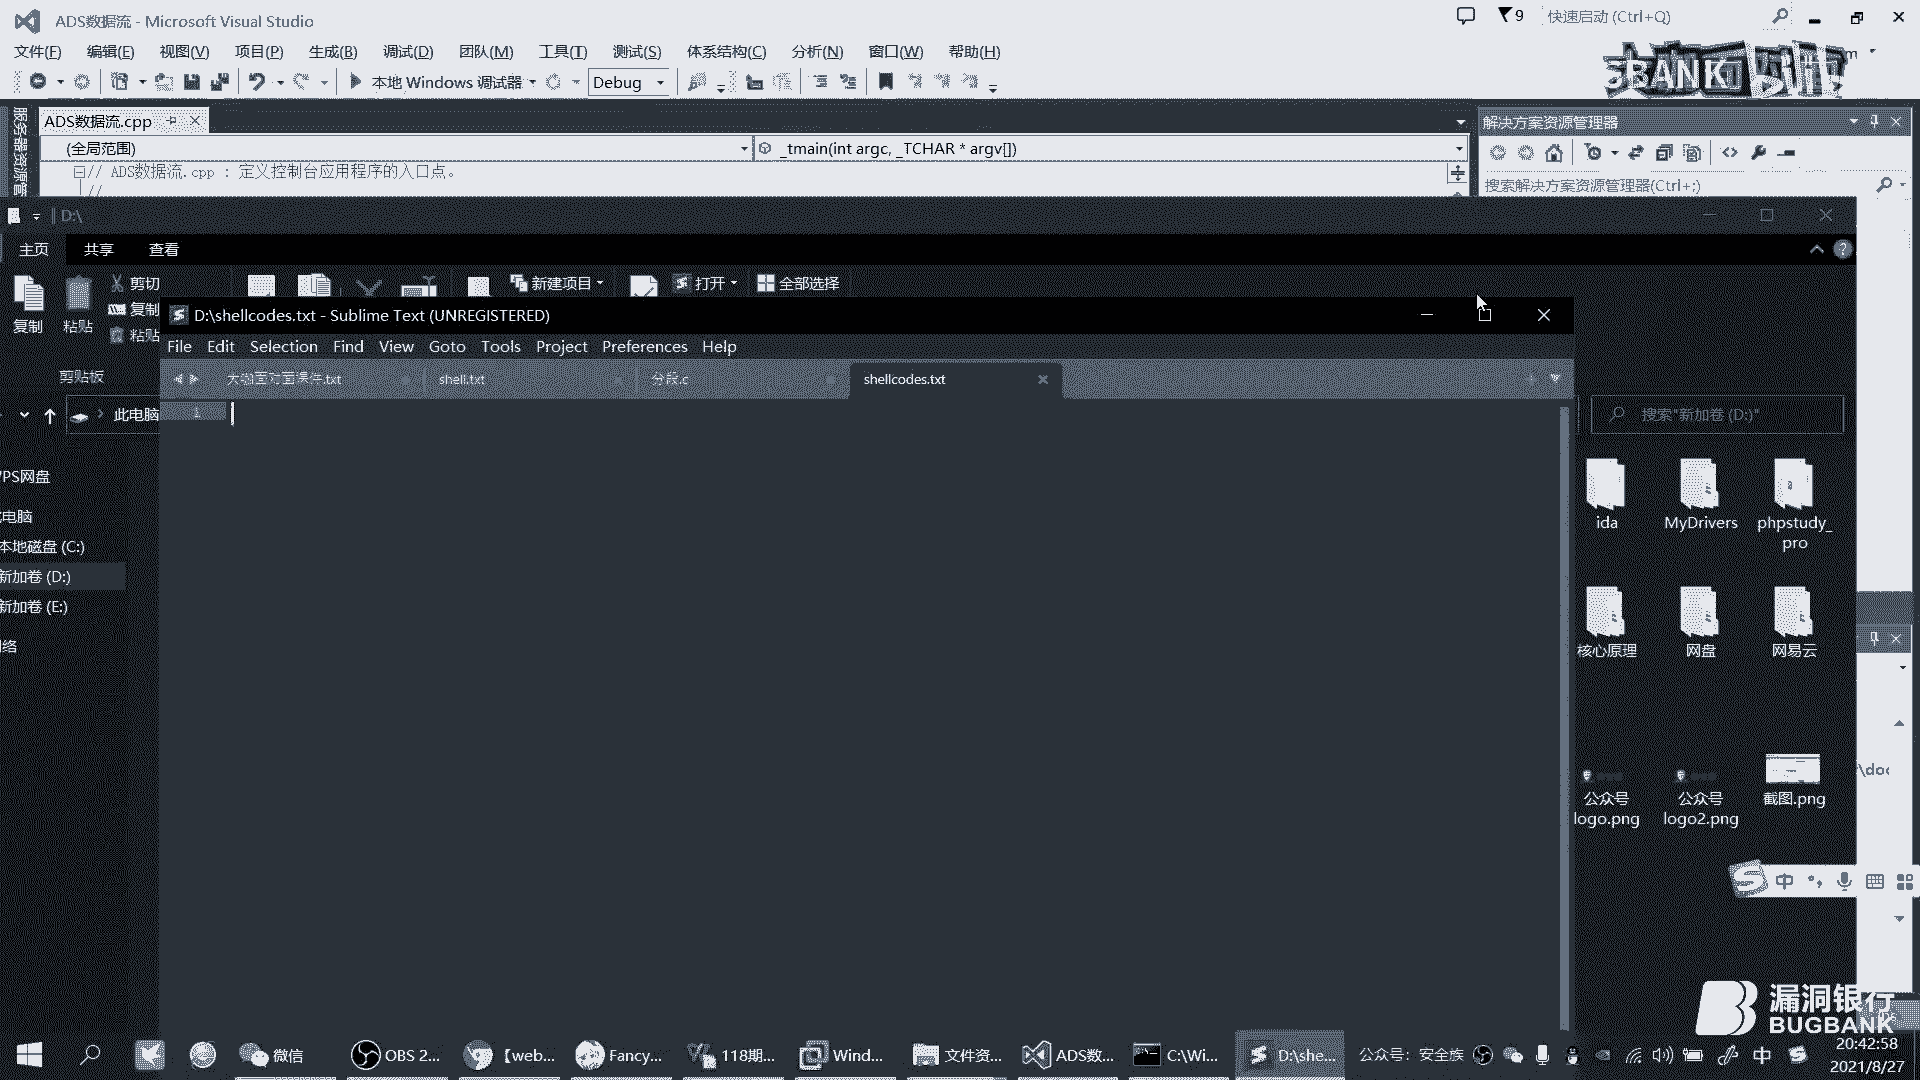 ADS数据流 - Microsoft Visual Studio
9
快速启动 (Ctrl+Q)
文件(F) 编辑(E) 视图(V) 项目(P) 生成(B) 调试(D) 团队(M) 工具(T) 测试(S) 体系结构(C) 分析(N) 窗口(W) 帮助(H)
BANK
本地 Windows 调试器 Debug
ADS数据流.cpp
解决方案资源管理器
(全局范围)
_tmain(int argc, _TCHAR * argv[])
// ADS数据流.cpp : 定义控制台应用程序的入口点。
//
搜索解决方案资源管理器(Ctrl+;)
D:\
主页 共享 查看
剪切
复制
粘贴
复制
粘贴
新建项目
打开
全部选择
剪贴板
D:\shellcodes.txt - Sublime Text (UNREGISTERED)
File Edit Selection Find View Goto Tools Project Preferences Help
shell.txt
分段.c
shellcodes.txt
1
此电脑
搜索"新加卷 (D:)"
PS网盘
电脑
本地磁盘 (C:)
新加卷 (D:)
新加卷 (E:)
络
ida
MyDrivers
phpstudy_
pro
核心原理
网盘
网易云
\doc
公众号
logo.png
公众号
logo2.png
截图.png
中
漏洞银行
BUGBANK
微信
OBS 2...
【web...
Fancy...
118期...
Wind...
文件资...
ADS数...
C:\Wi...
D:\she...
公众号：安全族
中
20:42:58
2021/8/27